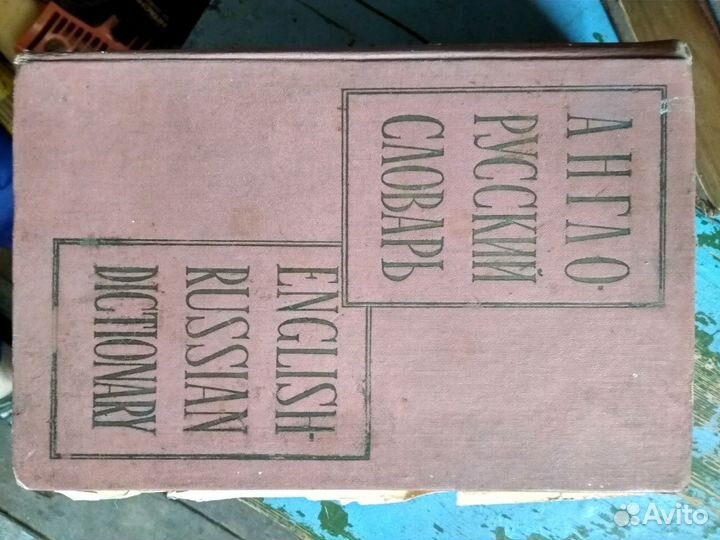 АНГЛО-
РУССКИЙ
СЛОВАРЬ
ENGLISH-
RUSSIAN
DICTIONARY
Avito